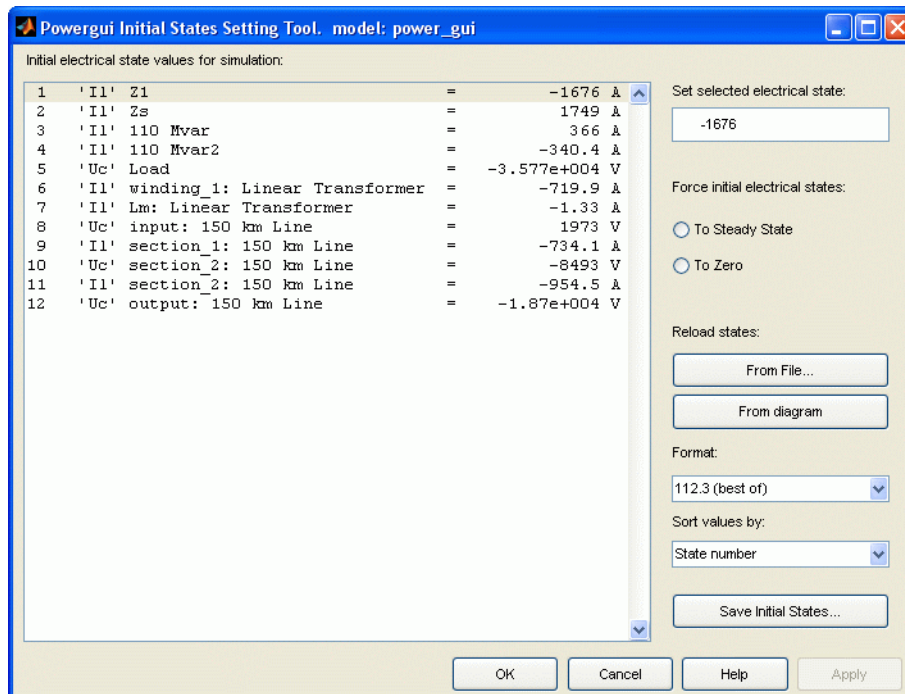 Powergui Initial States Setting Tool. model: power_gui
Initial electrical state values for simulation:
1 'Il' Z1 = -1676 A
2 'Il' Zs = 1749 A
3 'Il' 110 Mvar = 366 A
4 'Il' 110 Mvar2 = -340.4 A
5 'Uc' Load = -3.577e+004 V
6 'Il' winding_1: Linear Transformer = -719.9 A
7 'Il' Lm: Linear Transformer = -1.33 A
8 'Uc' input: 150 km Line = 1973 V
9 'Il' section_1: 150 km Line = -734.1 A
10 'Uc' section_2: 150 km Line = -8493 V
11 'Il' section_2: 150 km Line = -954.5 A
12 'Uc' output: 150 km Line = -1.87e+004 V
Set selected electrical state:
-1676
Force initial electrical states:
To Steady State
To Zero
Reload states:
From File...
From diagram
Format:
112.3 (best of)
Sort values by:
State number
Save Initial States...
OK Cancel Help Apply